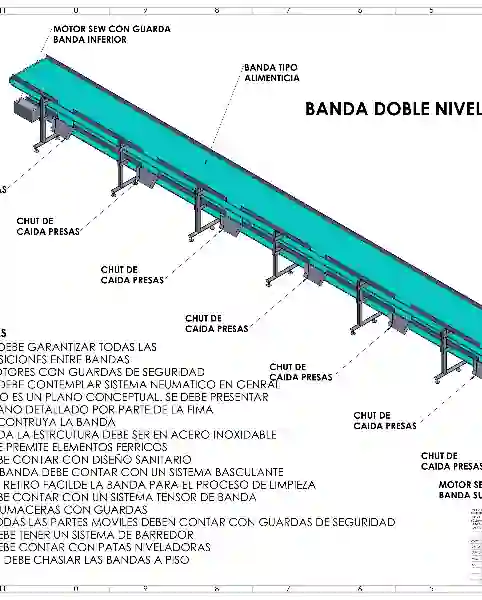 MOTOR SEW CON GUARDA
BANDA INFERIOR
BANDA TIPO
ALIMENTICIA
BANDA DOBLE NIVEL
CHUT DE
CAIDA PRESAS
CHUT DE
CAIDA PRESAS
CHUT DE
CAIDA PRESAS
CHUT DE
CAIDA PRESAS
CHUT DE
CAIDA PRESAS
CHUT DE
CAIDA PRESAS
MOTOR SE
BANDA SU
DEBE GARANTIZAR TODAS LAS
SICIONES ENTRE BANDAS
OTORES CON GUARDAS DE SEGURIDAD
DEBE CONTEMPLAR SISTEMA NEUMATICO EN GENRAL
O ES UN PLANO CONCEPTUAL. SE DEBE PRESENTAR
ANO DETALLADO POR PARTE DE LA FIMA
CONTRUYA LA BANDA
DA LA ESTRCUTURA DEBE SER EN ACERO INOXIDABLE
E PREMITE ELEMENTOS FERRICOS
BE CONTAR CON DISEÑO SANITARIO
BANDA DEBE CONTAR CON UN SISTEMA BASCULANTE
RETIRO FACILDE LA BANDA PARA EL PROCESO DE LIMPIEZA
BE CONTAR CON UN SISTEMA TENSOR DE BANDA
UMACERAS CON GUARDAS
ODAS LAS PARTES MOVILES DEBEN CONTAR CON GUARDAS DE SEGURIDAD
EBE TENER UN SISTEMA DE BARREDOR
EBE CONTAR CON PATAS NIVELADORAS
DEBE CHASIAR LAS BANDAS A PISO